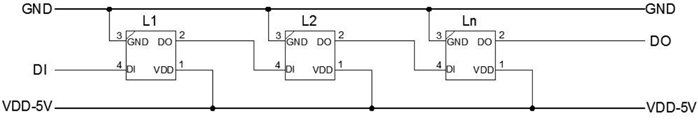 GND L1 L2 Ln GND
3 GND DO 2 3 GND DO 2 3 GND DO 2 DO
DI 4 DI VDD 1 4 DI VDD 1 4 DI VDD 1
VDD-5V VDD-5V